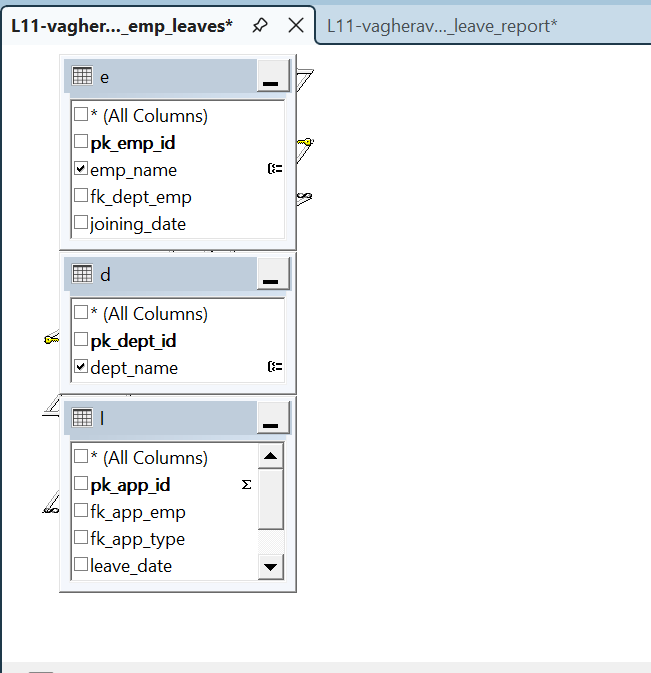 L11-vagher..._emp_leaves*
L11-vagherav..._leave_report*
e
* (All Columns)
pk_emp_id
emp_name
fk_dept_emp
joining_date
d
* (All Columns)
pk_dept_id
dept_name
l
* (All Columns)
pk_app_id Σ
fk_app_emp
fk_app_type
leave_date